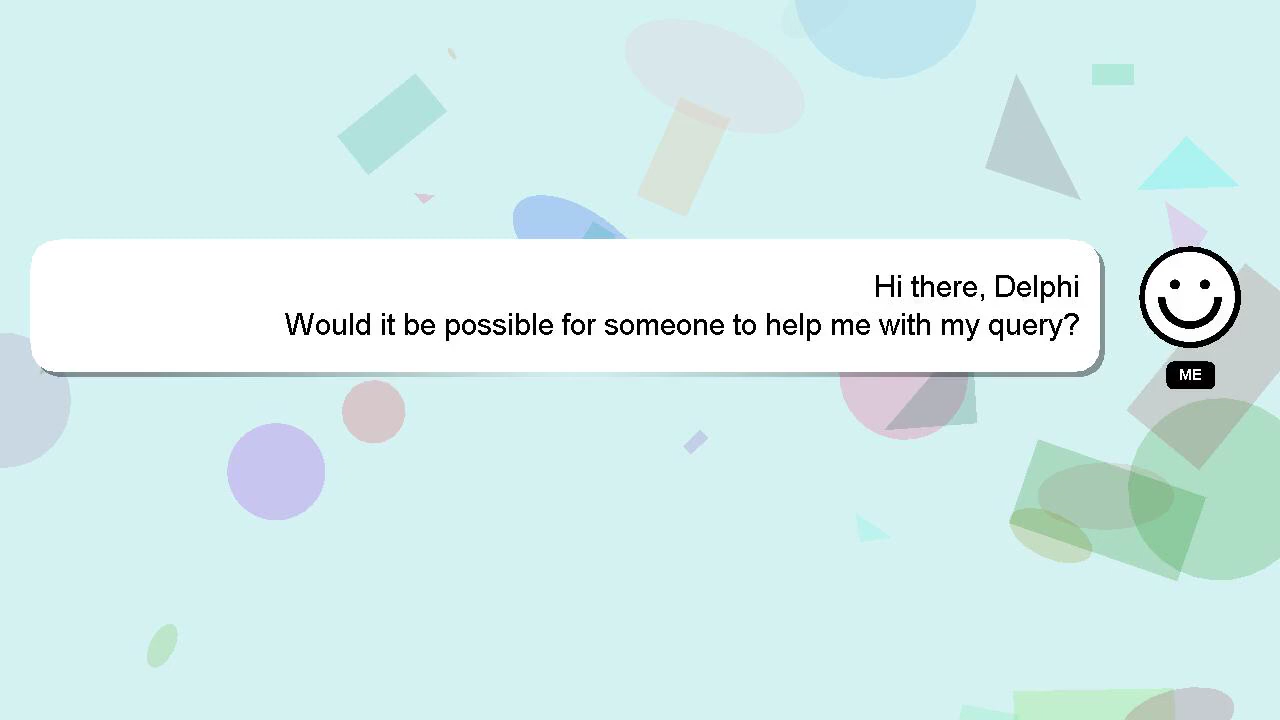 Hi there, Delphi
Would it be possible for someone to help me with my query?
ME